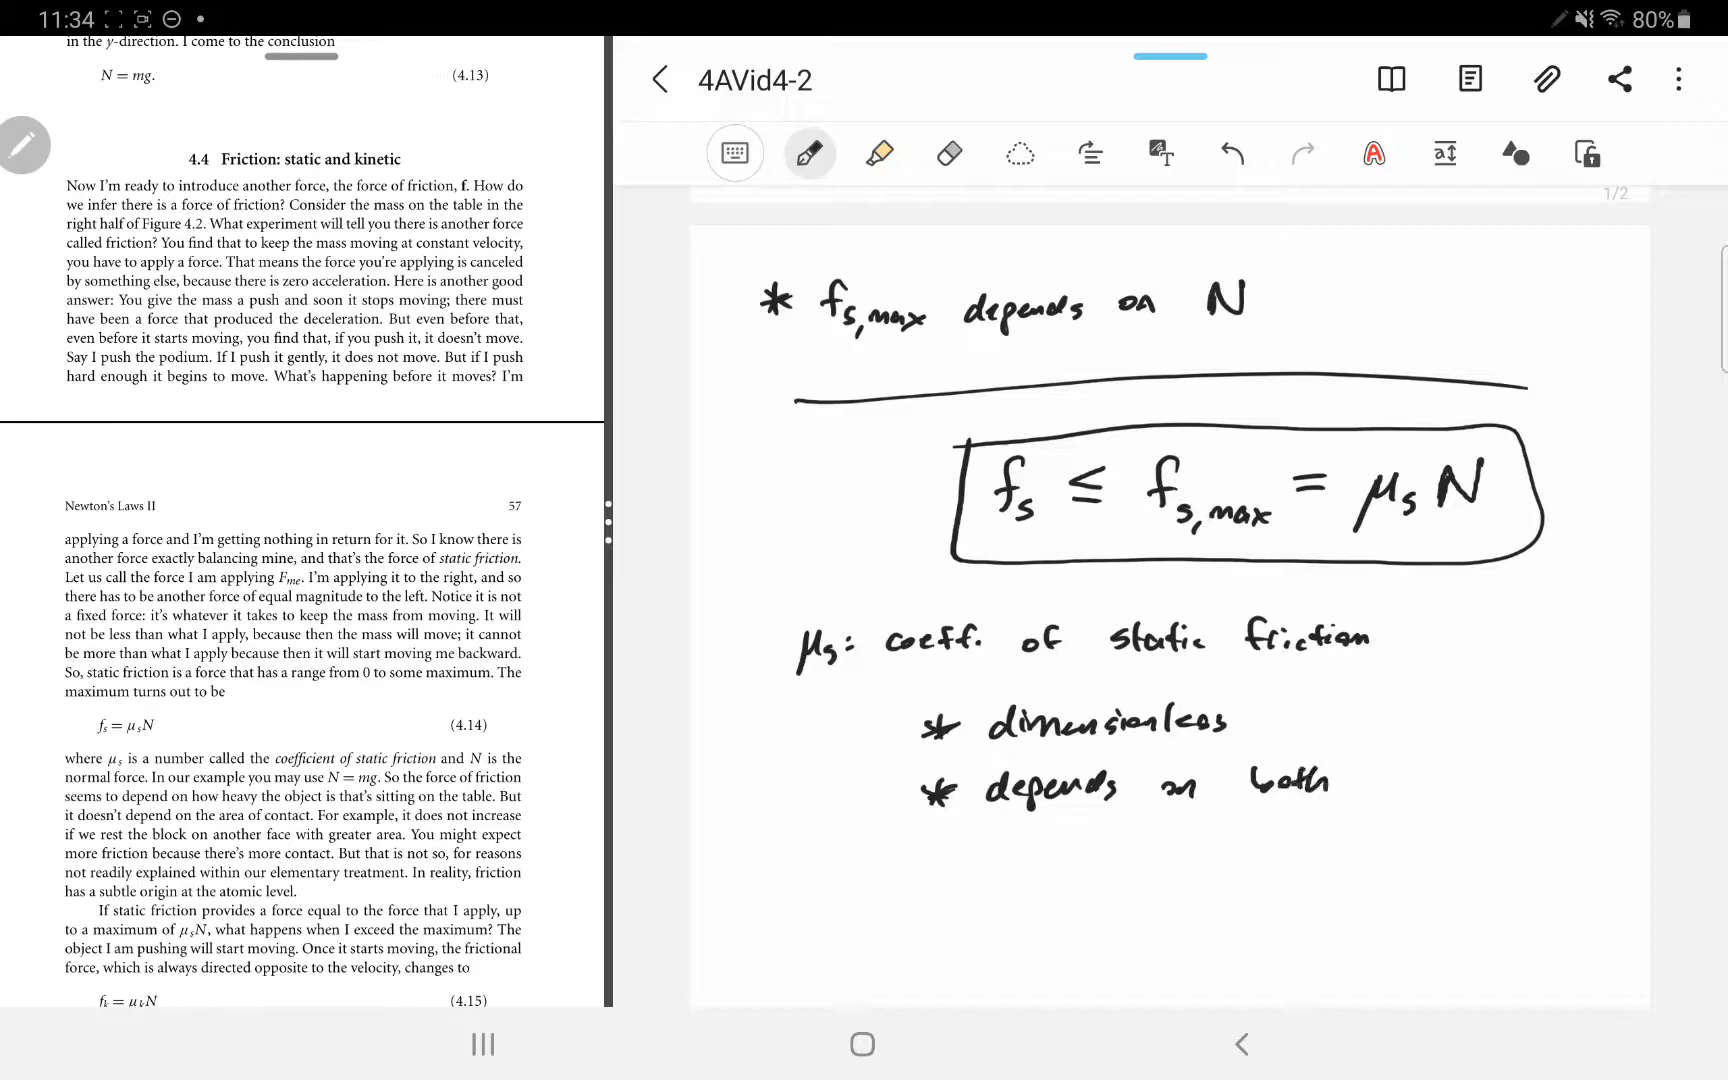 11:34
80%
in the y-direction. I come to the conclusion
N = mg. (4.13)
4.4 Friction: static and kinetic
Now I'm ready to introduce another force, the force of friction, f. How do
we infer there is a force of friction? Consider the mass on the table in the
right half of Figure 4.2. What experiment will tell you there is another force
called friction? You find that to keep the mass moving at constant velocity,
you have to apply a force. That means the force you're applying is canceled
by something else, because there is zero acceleration. Here is another good
answer: You give the mass a push and soon it stops moving; there must
have been a force that produced the deceleration. But even before that,
even before it starts moving, you find that, if you push it, it doesn't move.
Say I push the podium. If I push it gently, it does not move. But if I push
hard enough it begins to move. What's happening before it moves? I'm
Newton's Laws II 57
applying a force and I'm getting nothing in return for it. So I know there is
another force exactly balancing mine, and that's the force of static friction.
Let us call the force I am applying Fme. I'm applying it to the right, and so
there has to be another force of equal magnitude to the left. Notice it is not
a fixed force: it's whatever it takes to keep the mass from moving. It will
not be less than what I apply, because then the mass will move; it cannot
be more than what I apply because then it will start moving me backward.
So, static friction is a force that has a range from 0 to some maximum. The
maximum turns out to be
fs = μsN (4.14)
where μs is a number called the coefficient of static friction and N is the
normal force. In our example you may use N = mg. So the force of friction
seems to depend on how heavy the object is that's sitting on the table. But
it doesn't depend on the area of contact. For example, it does not increase
if we rest the block on another face with greater area. You might expect
more friction because there's more contact. But that is not so, for reasons
not readily explained within our elementary treatment. In reality, friction
has a subtle origin at the atomic level.
If static friction provides a force equal to the force that I apply, up
to a maximum of μsN, what happens when I exceed the maximum? The
object I am pushing will start moving. Once it starts moving, the frictional
force, which is always directed opposite to the velocity, changes to
fk = μkN (4.15)
4AVid4-2
1/2
* fs,max depends on N
fs ≤ fs,max = μs N
μs: coeff. of static friction
* dimensionless
* depends on both